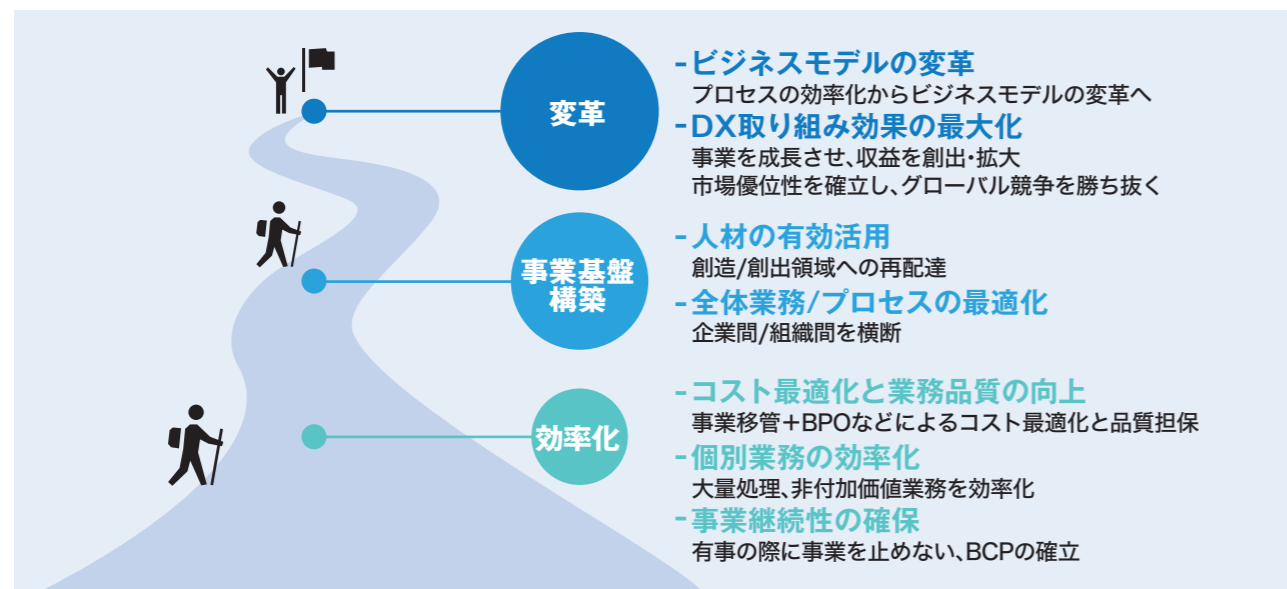 変革
-ビジネスモデルの変革
プロセスの効率化からビジネスモデルの変革へ
-DX取り組み効果の最大化
事業を成長させ、収益を創出・拡大
市場優位性を確立し、グローバル競争を勝ち抜く
事業基盤
構築
-人材の有効活用
創造/創出領域への再配達
-全体業務/プロセスの最適化
企業間/組織間を横断
効率化
-コスト最適化と業務品質の向上
事業移管+BPOなどによるコスト最適化と品質担保
-個別業務の効率化
大量処理、非付加価値業務を効率化
-事業継続性の確保
有事の際に事業を止めない、BCPの確立